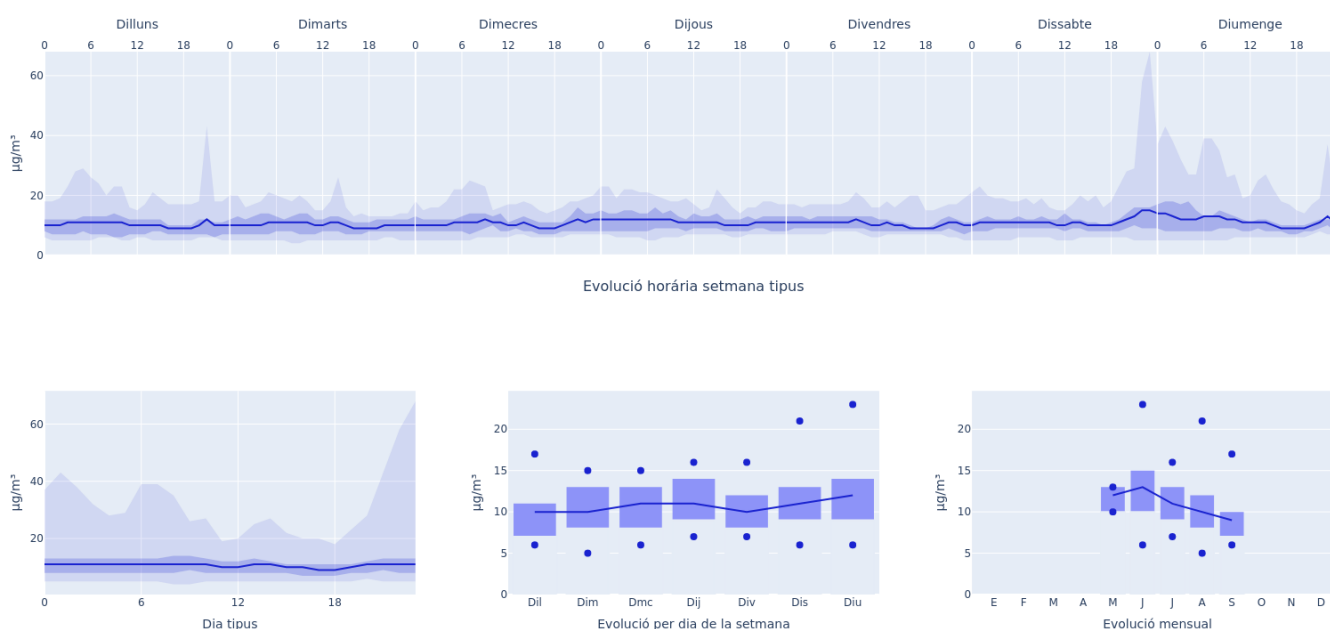 Dilluns Dimarts Dimecres Dijous Divendres Dissabte Diumenge
0 6 12 18 0 6 12 18 0 6 12 18 0 6 12 18 0 6 12 18 0 6 12 18 0 6 12 18
60
40
20
0
µg/m³
Evolució horária setmana tipus
60
40
20
0 6 12 18
µg/m³
Dia tipus
20
15
10
5
0
µg/m³
Dil Dim Dmc Dij Div Dis Diu
Evolució per dia de la setmana
20
15
10
5
0
µg/m³
E F M A M J J A S O N D
Evolució mensual